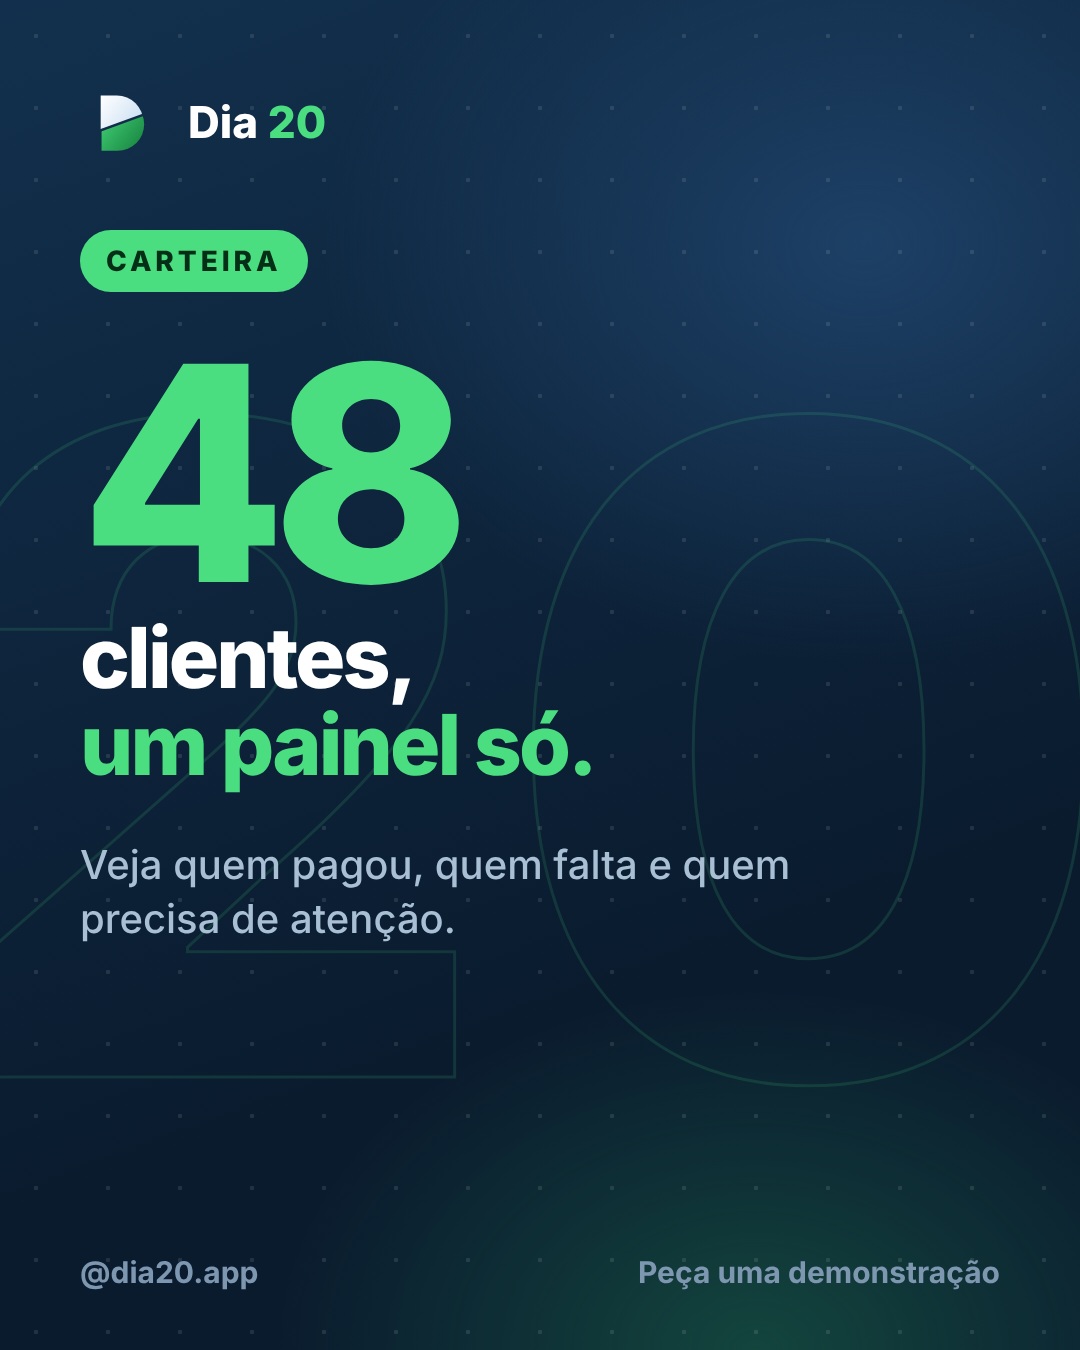 Dia 20
CARTEIRA
48
clientes,
um painel só.
Veja quem pagou, quem falta e quem
precisa de atenção.
20
@dia20.app
Peça uma demonstração